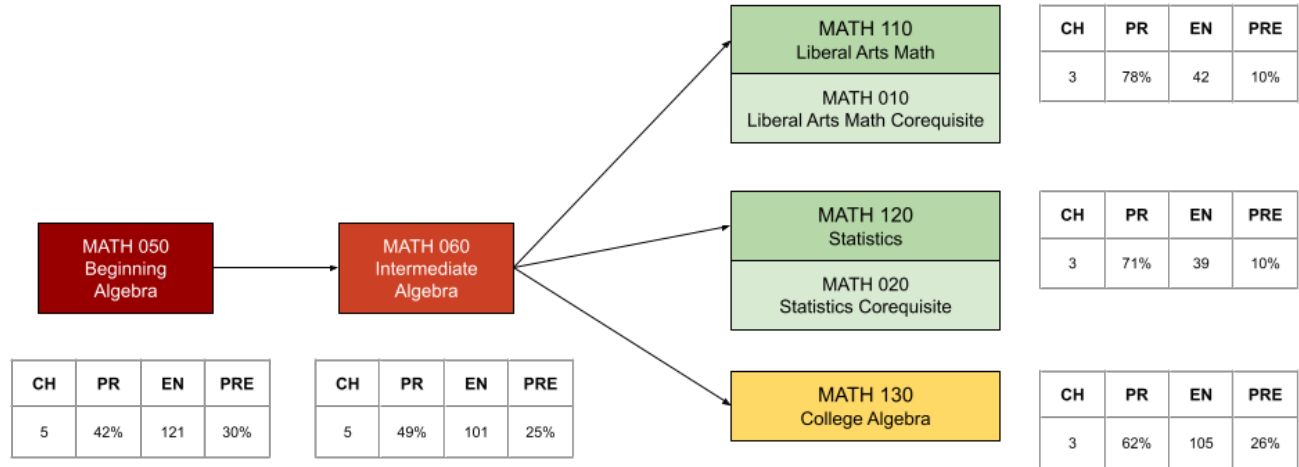 MATH 110
Liberal Arts Math
MATH 010
Liberal Arts Math Corequisite
CH PR EN PRE
3 78% 42 10%
MATH 120
Statistics
MATH 020
Statistics Corequisite
CH PR EN PRE
3 71% 39 10%
MATH 050
Beginning
Algebra
MATH 060
Intermediate
Algebra
CH PR EN PRE
5 42% 121 30%
CH PR EN PRE
5 49% 101 25%
MATH 130
College Algebra
CH PR EN PRE
3 62% 105 26%